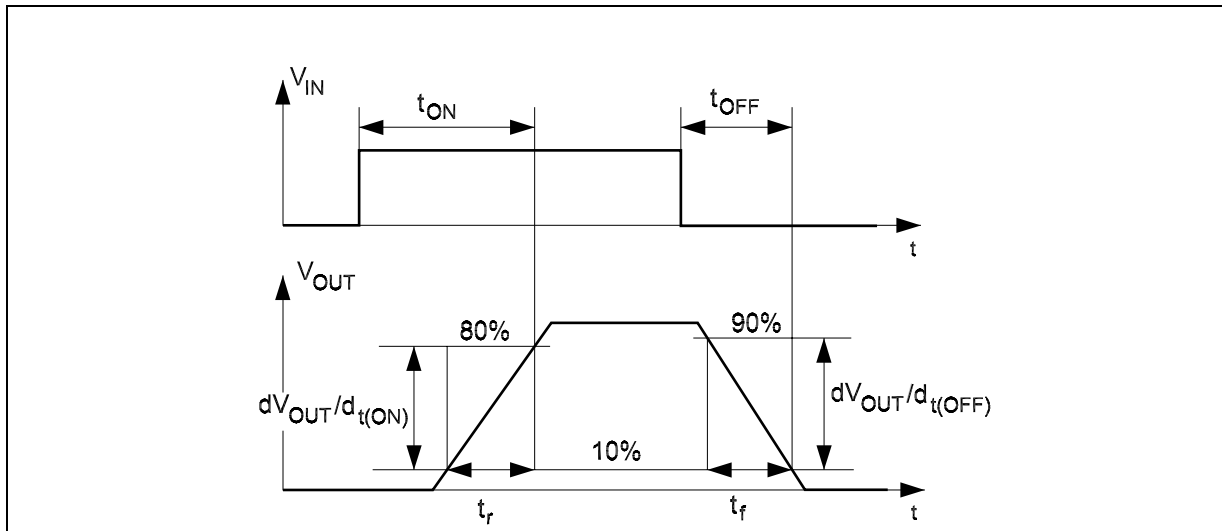 V_IN
t_ON
t_OFF
t
V_OUT
80%
90%
dV_OUT/d_t(ON)
dV_OUT/d_t(OFF)
10%
t_r
t_f
t